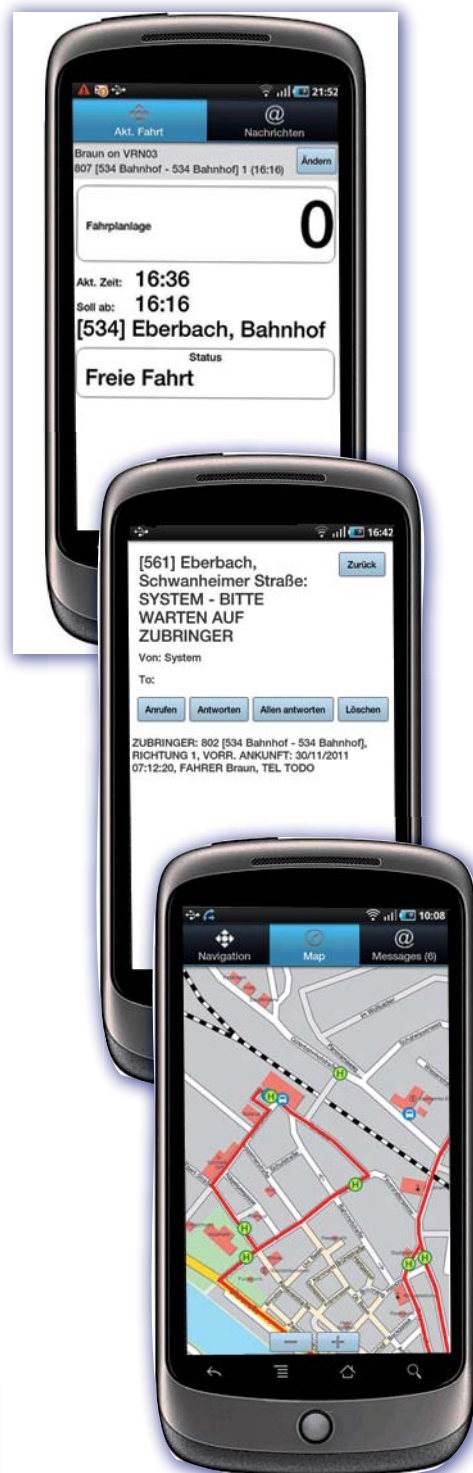 21:52
Akt. Fahrt
Nachrichten
Braun on VRN03
807 [534 Bahnhof - 534 Bahnhof] 1 (16:16)
Ändern
Fahrplanlage
0
Akt. Zeit: 16:36
Soll ab: 16:16
[534] Eberbach, Bahnhof
Status
Freie Fahrt
16:42
[561] Eberbach,
Schwanheimer Straße:
SYSTEM - BITTE
WARTEN AUF
ZUBRINGER
Zurück
Von: System
To:
Anrufen
Antworten
Allen antworten
Löschen
ZUBRINGER: 802 [534 Bahnhof - 534 Bahnhof],
RICHTUNG 1, VORR. ANKUNFT: 30/11/2011
07:12:20, FAHRER Braun, TEL TODO
10:08
Navigation
Map
Messages (6)
H
H
H
H
H
H
H